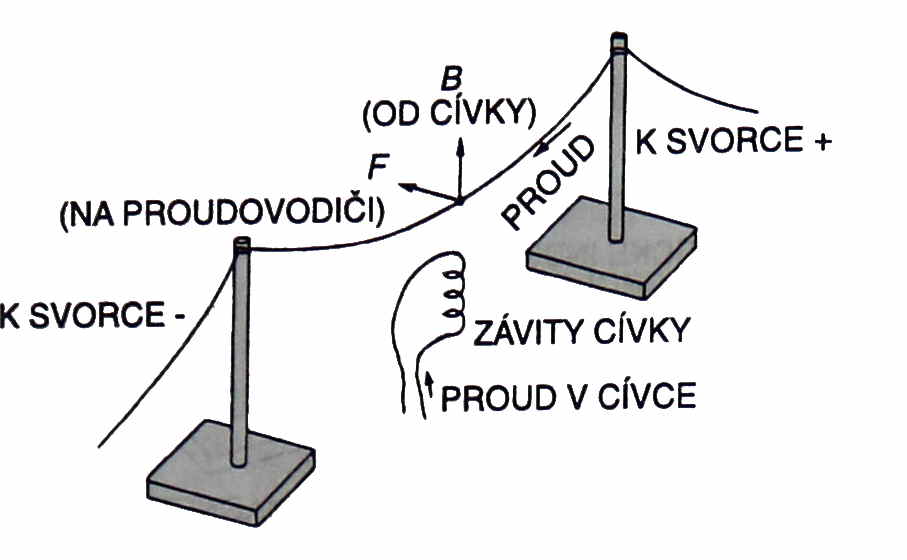 B
(OD CÍVKY)
K SVORCE +
F
PROUD
(NA PROUDOVODIČI)
K SVORCE -
ZÁVITY CÍVKY
PROUD V CÍVCE